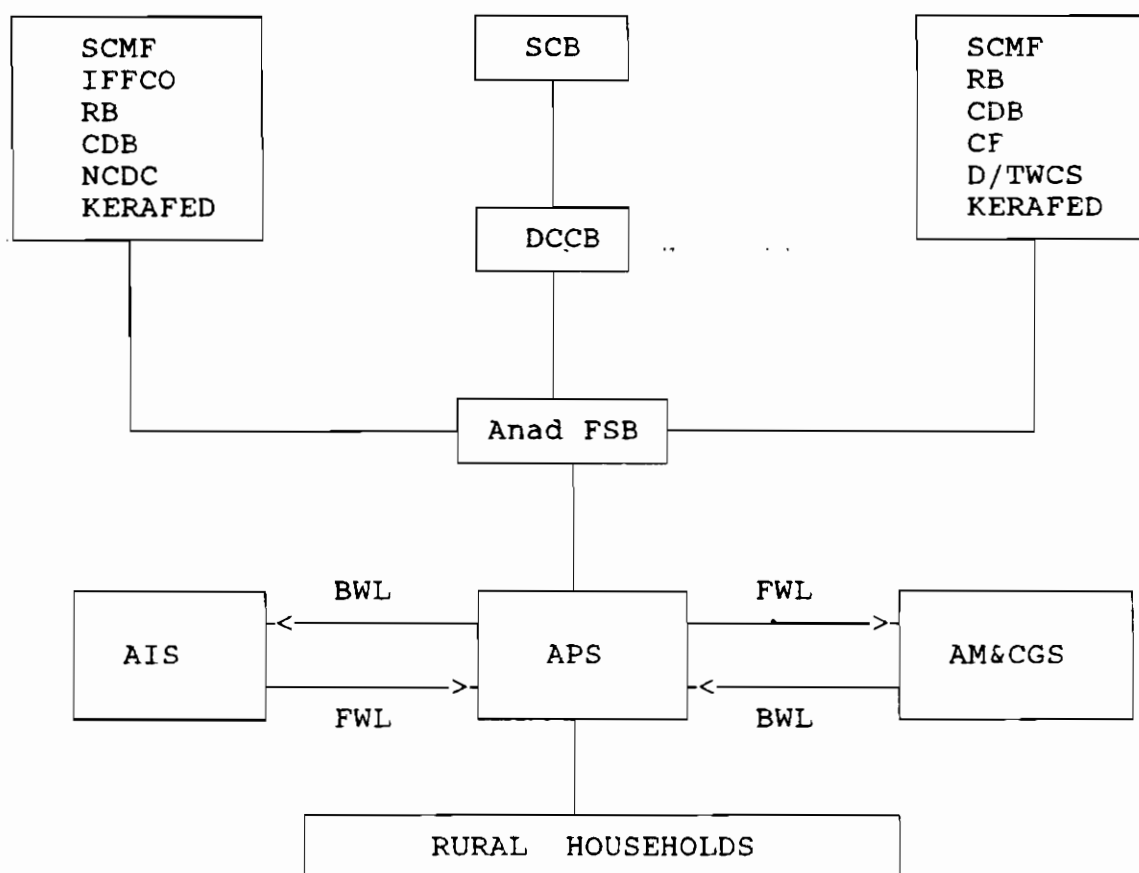 SCMF
IFFCO
RB
CDB
NCDC
KERAFED
SCB
DCCB
SCMF
RB
CDB
CF
D/TWCS
KERAFED
Anad FSB
BWL
FWL
AIS
APS
AM&CGS
FWL
BWL
RURAL HOUSEHOLDS